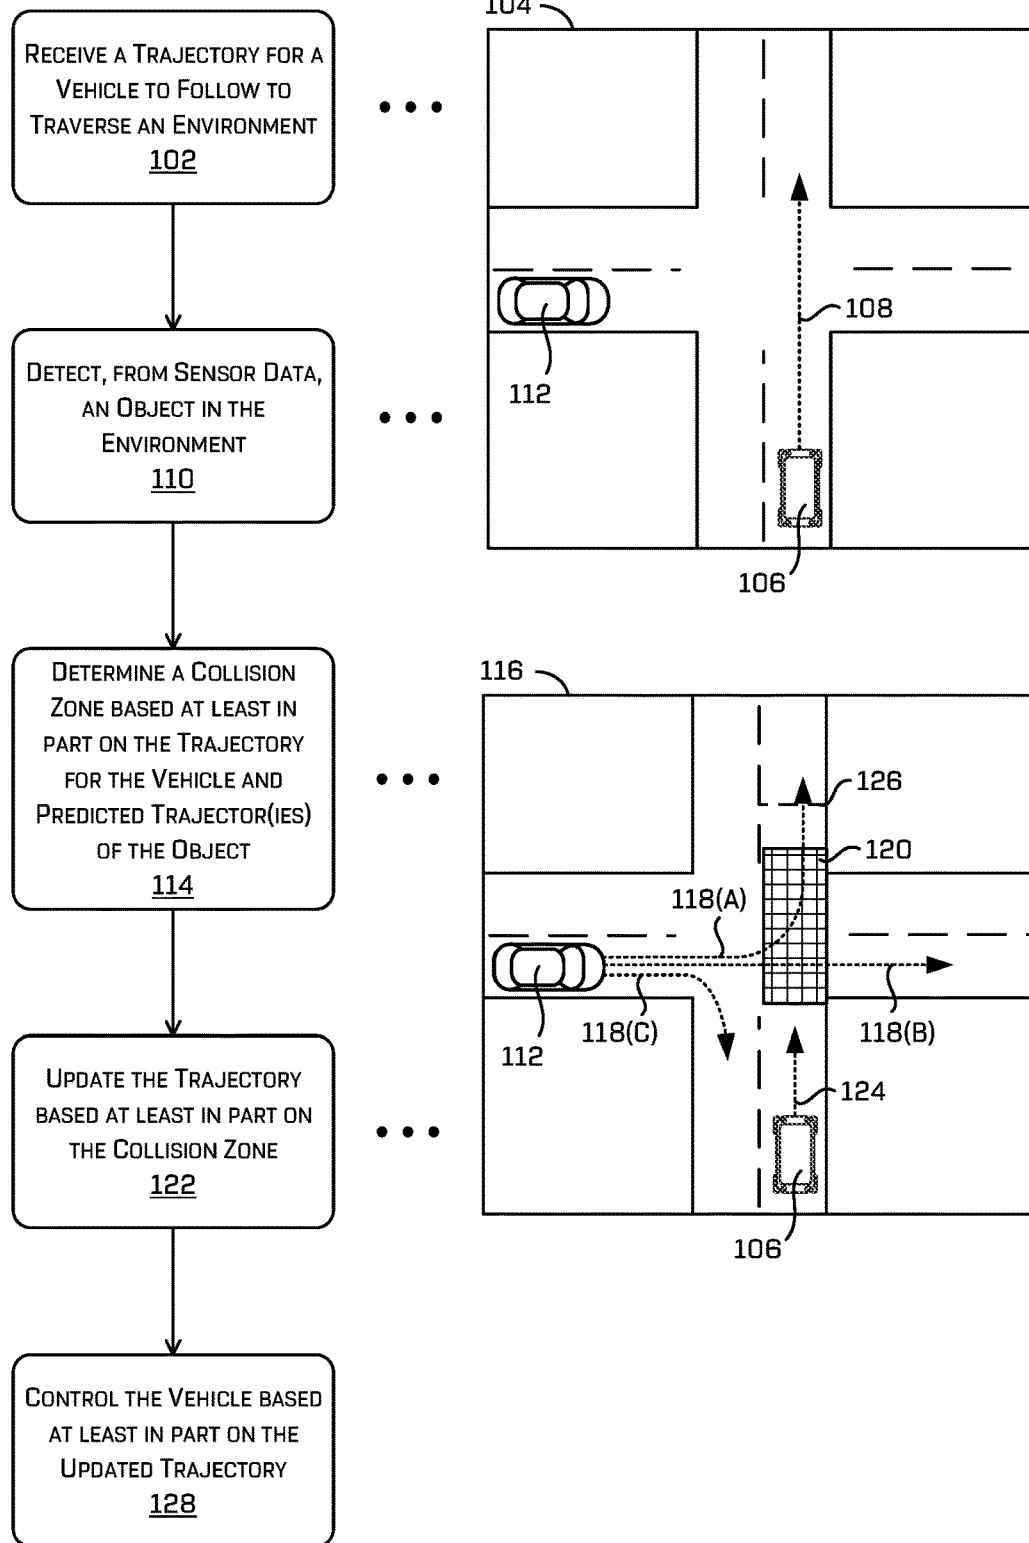 RECEIVE A TRAJECTORY FOR A
VEHICLE TO FOLLOW TO
TRAVERSE AN ENVIRONMENT
102
104
108
112
106
DETECT, FROM SENSOR DATA,
AN OBJECT IN THE
ENVIRONMENT
110
DETERMINE A COLLISION
ZONE BASED AT LEAST IN
PART ON THE TRAJECTORY
FOR THE VEHICLE AND
PREDICTED TRAJECTOR(IES)
OF THE OBJECT
114
116
126
120
118(A)
118(C)
118(B)
112
124
106
UPDATE THE TRAJECTORY
BASED AT LEAST IN PART ON
THE COLLISION ZONE
122
CONTROL THE VEHICLE BASED
AT LEAST IN PART ON THE
UPDATED TRAJECTORY
128